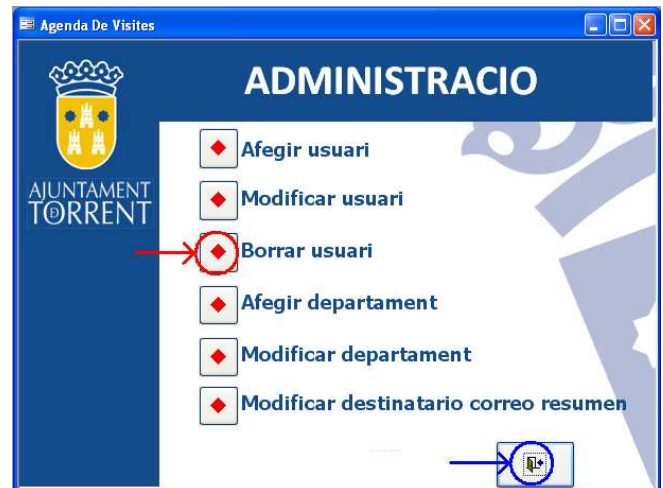 Agenda De Visites
ADMINISTRACIO
AJUNTAMENT
DE
TORRENT
Afegir usuari
Modificar usuari
Borrar usuari
Afegir departament
Modificar departament
Modificar destinatario correo resumen